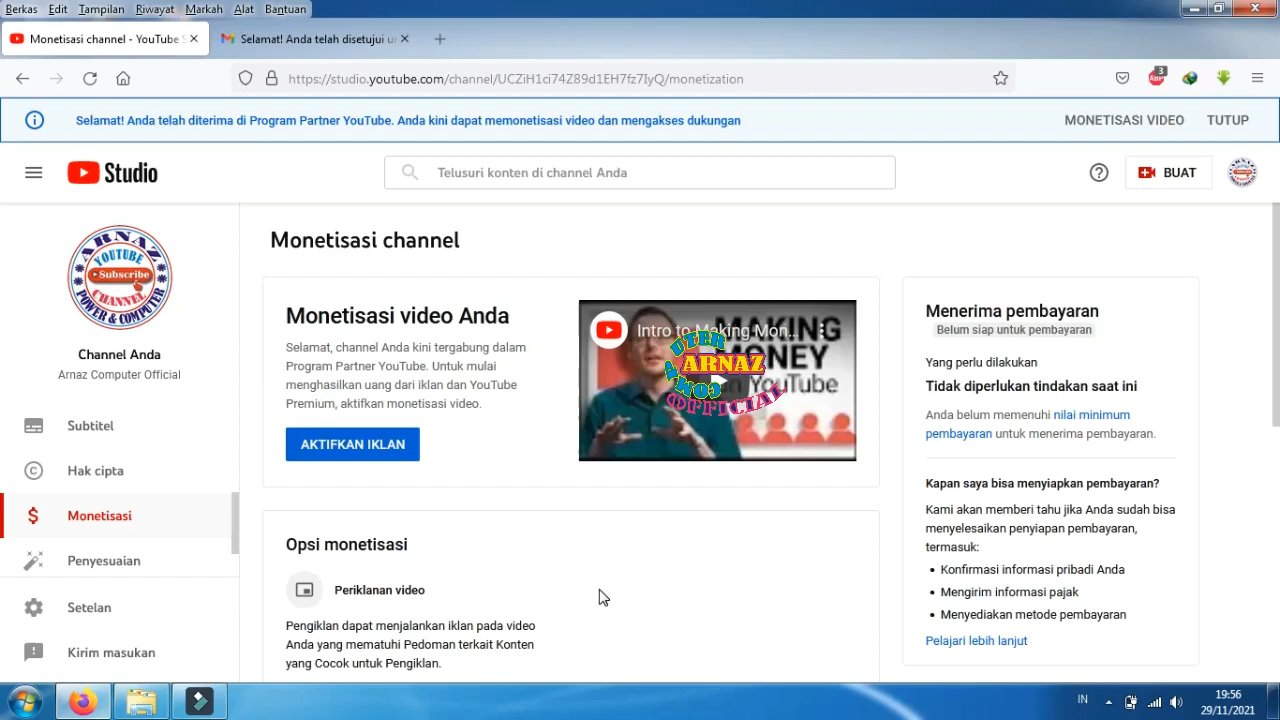 Berkas Edit Tampilan Riwayat Markah Alat Bantuan
Monetisasi channel - YouTube S
Selamat! Anda telah disetujui un
https://studio.youtube.com/channel/UCZiH1ci74Z89d1EH7fz7IyQ/monetization
ABP 3
Selamat! Anda telah diterima di Program Partner YouTube. Anda kini dapat memonetisasi video dan mengakses dukungan
MONETISASI VIDEO TUTUP
Studio
Telusuri konten di channel Anda
BUAT
ARNAZ
YOUTUBE
Subscribe
CHANNEL
POWER & COMPUTER
Channel Anda
Arnaz Computer Official
Subtitel
Hak cipta
Monetisasi
Penyesuaian
Setelan
Kirim masukan
Monetisasi channel
Monetisasi video Anda
Selamat, channel Anda kini tergabung dalam
Program Partner YouTube. Untuk mulai
menghasilkan uang dari iklan dan YouTube
Premium, aktifkan monetisasi video.
AKTIFKAN IKLAN
Intro to Making Mon...
MAKING
MONEY
on YouTube
ARNAZ
COMPUTER
OFFICIAL
Opsi monetisasi
Periklanan video
Pengiklan dapat menjalankan iklan pada video
Anda yang mematuhi Pedoman terkait Konten
yang Cocok untuk Pengiklan.
Menerima pembayaran
Belum siap untuk pembayaran
Yang perlu dilakukan
Tidak diperlukan tindakan saat ini
Anda belum memenuhi nilai minimum
pembayaran untuk menerima pembayaran.
Kapan saya bisa menyiapkan pembayaran?
Kami akan memberi tahu jika Anda sudah bisa
menyelesaikan penyiapan pembayaran,
termasuk:
• Konfirmasi informasi pribadi Anda
• Mengirim informasi pajak
• Menyediakan metode pembayaran
Pelajari lebih lanjut
IN
19:56
29/11/2021